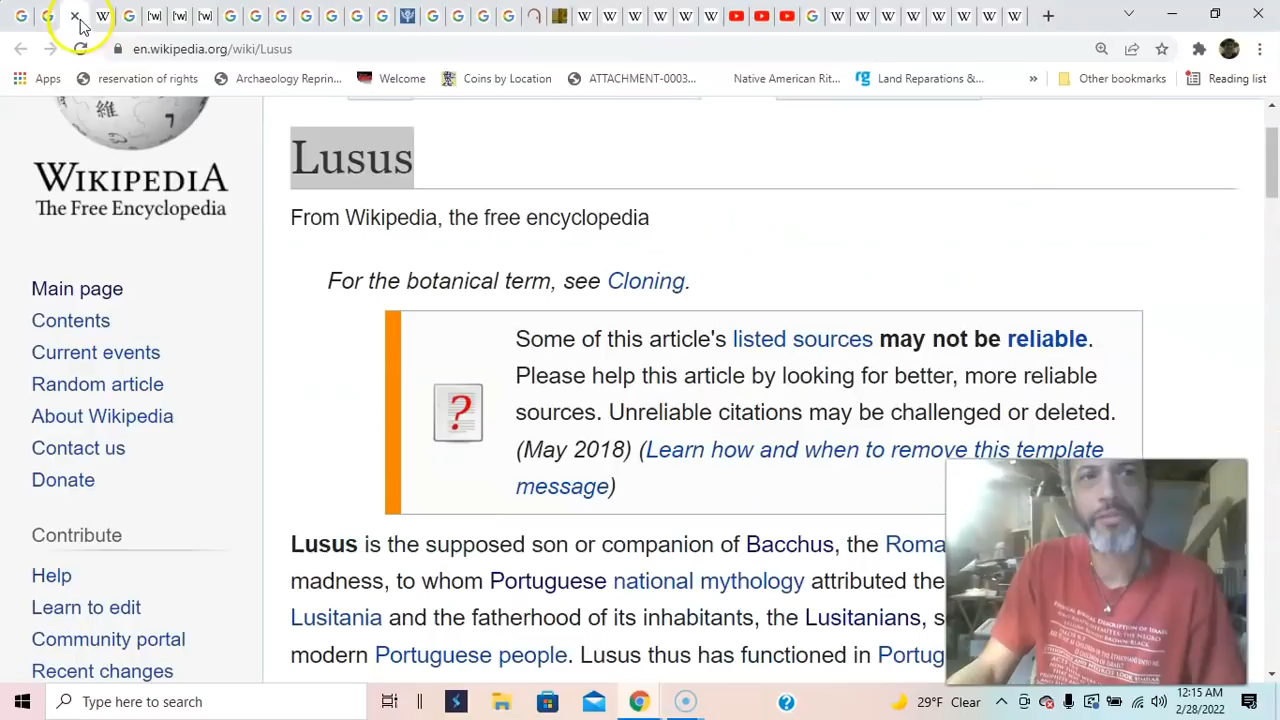 en.wikipedia.org/wiki/Lusus
Apps reservation of rights Archaeology Reprin... Welcome Coins by Location ATTACHMENT-0003... Native American Rit... Land Reparations &... » Other bookmarks Reading list
WIKIPEDIA
The Free Encyclopedia
Main page
Contents
Current events
Random article
About Wikipedia
Contact us
Donate
Contribute
Help
Learn to edit
Community portal
Recent changes
Lusus
From Wikipedia, the free encyclopedia
For the botanical term, see Cloning.
Some of this article's listed sources may not be reliable.
Please help this article by looking for better, more reliable
sources. Unreliable citations may be challenged or deleted.
(May 2018) (Learn how and when to remove this template
message)
Lusus is the supposed son or companion of Bacchus, the Roma
madness, to whom Portuguese national mythology attributed the
Lusitania and the fatherhood of its inhabitants, the Lusitanians, s
modern Portuguese people. Lusus thus has functioned in Portug
Type here to search
29°F Clear
12:15 AM
2/28/2022